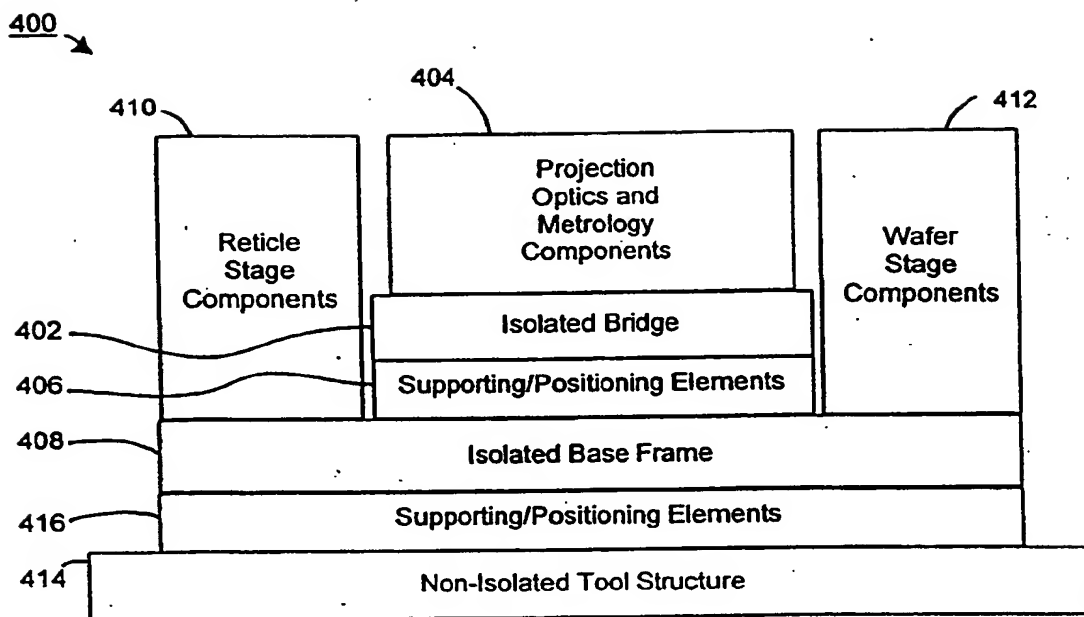 400
404
410
412
Projection
Optics and
Metrology
Components
Reticle
Stage
Components
Wafer
Stage
Components
402
Isolated Bridge
406
Supporting/Positioning Elements
408
Isolated Base Frame
416
Supporting/Positioning Elements
414
Non-Isolated Tool Structure